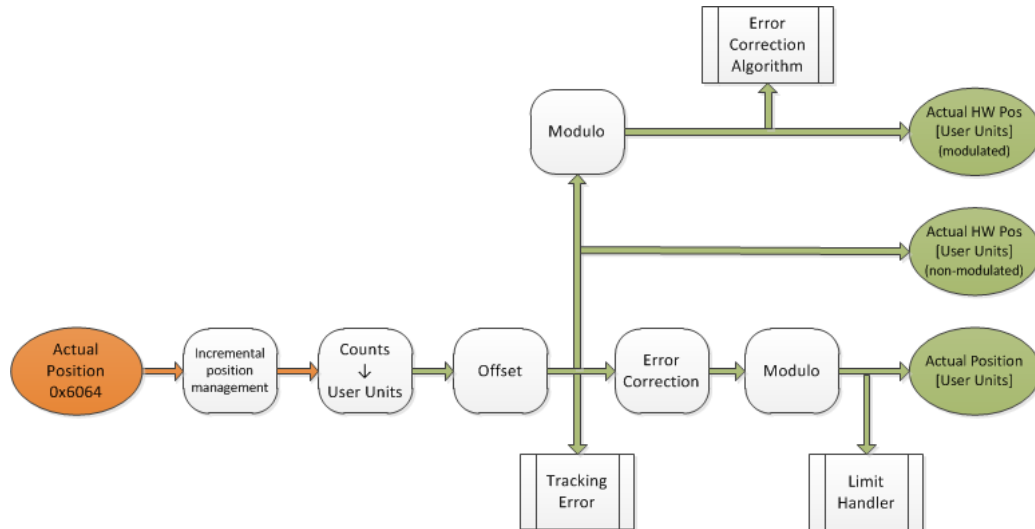 Error
Correction
Algorithm
Modulo
Actual HW Pos
[User Units]
(modulated)
Actual HW Pos
[User Units]
(non-modulated)
Actual
Position
0x6064
Incremental
position
management
Counts
↓
User Units
Offset
Error
Correction
Modulo
Actual Position
[User Units]
Tracking
Error
Limit
Handler